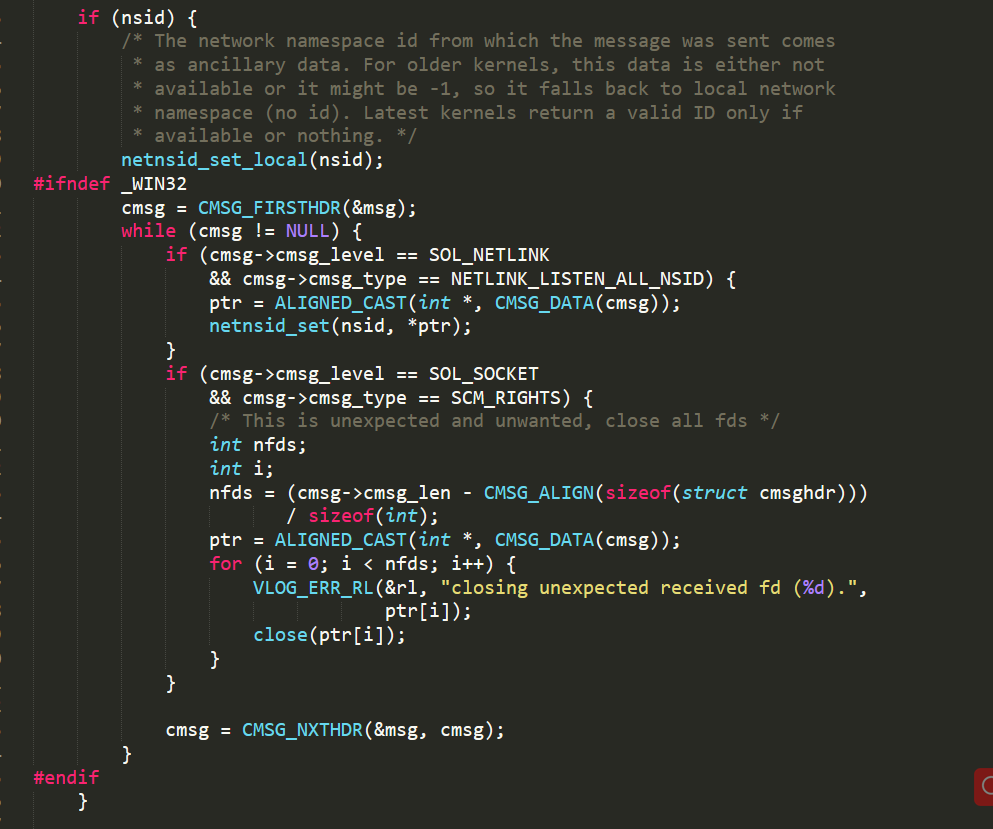 if (nsid) {
/* The network namespace id from which the message was sent comes
* as ancillary data. For older kernels, this data is either not
* available or it might be -1, so it falls back to local network
* namespace (no id). Latest kernels return a valid ID only if
* available or nothing. */
netnsid_set_local(nsid);
#ifndef _WIN32
cmsg = CMSG_FIRSTHDR(&msg);
while (cmsg != NULL) {
if (cmsg->cmsg_level == SOL_NETLINK
&& cmsg->cmsg_type == NETLINK_LISTEN_ALL_NSID) {
ptr = ALIGNED_CAST(int *, CMSG_DATA(cmsg));
netnsid_set(nsid, *ptr);
}
if (cmsg->cmsg_level == SOL_SOCKET
&& cmsg->cmsg_type == SCM_RIGHTS) {
/* This is unexpected and unwanted, close all fds */
int nfds;
int i;
nfds = (cmsg->cmsg_len - CMSG_ALIGN(sizeof(struct cmsghdr)))
/ sizeof(int);
ptr = ALIGNED_CAST(int *, CMSG_DATA(cmsg));
for (i = 0; i < nfds; i++) {
VLOG_ERR_RL(&rl, "closing unexpected received fd (%d).",
ptr[i]);
close(ptr[i]);
}
}
cmsg = CMSG_NXTHDR(&msg, cmsg);
}
#endif
}